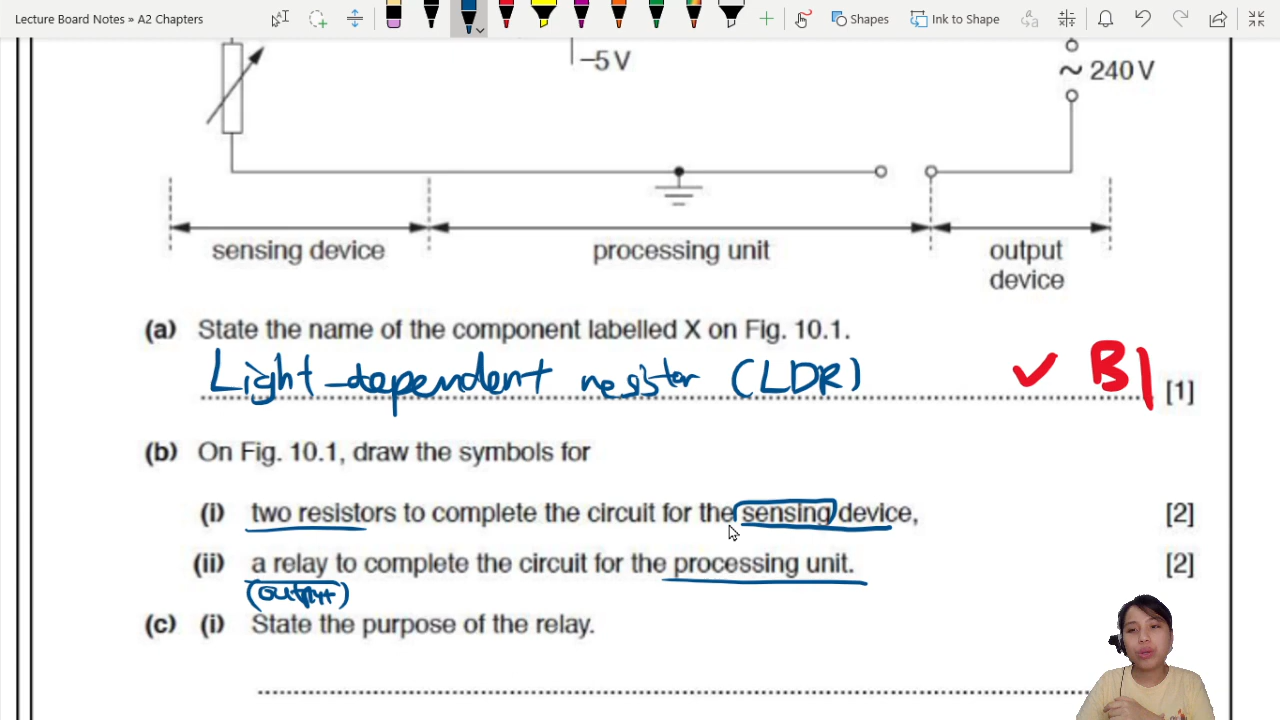 Lecture Board Notes » A2 Chapters
Shapes
Ink to Shape
–5 V
~ 240 V
sensing device
processing unit
output
device
(a) State the name of the component labelled X on Fig. 10.1.
Light-dependent resistor (LDR) ✓ B1
[1]
(b) On Fig. 10.1, draw the symbols for
(i) two resistors to complete the circuit for the sensing device, [2]
(ii) a relay to complete the circuit for the processing unit. [2]
(output)
(c) (i) State the purpose of the relay.